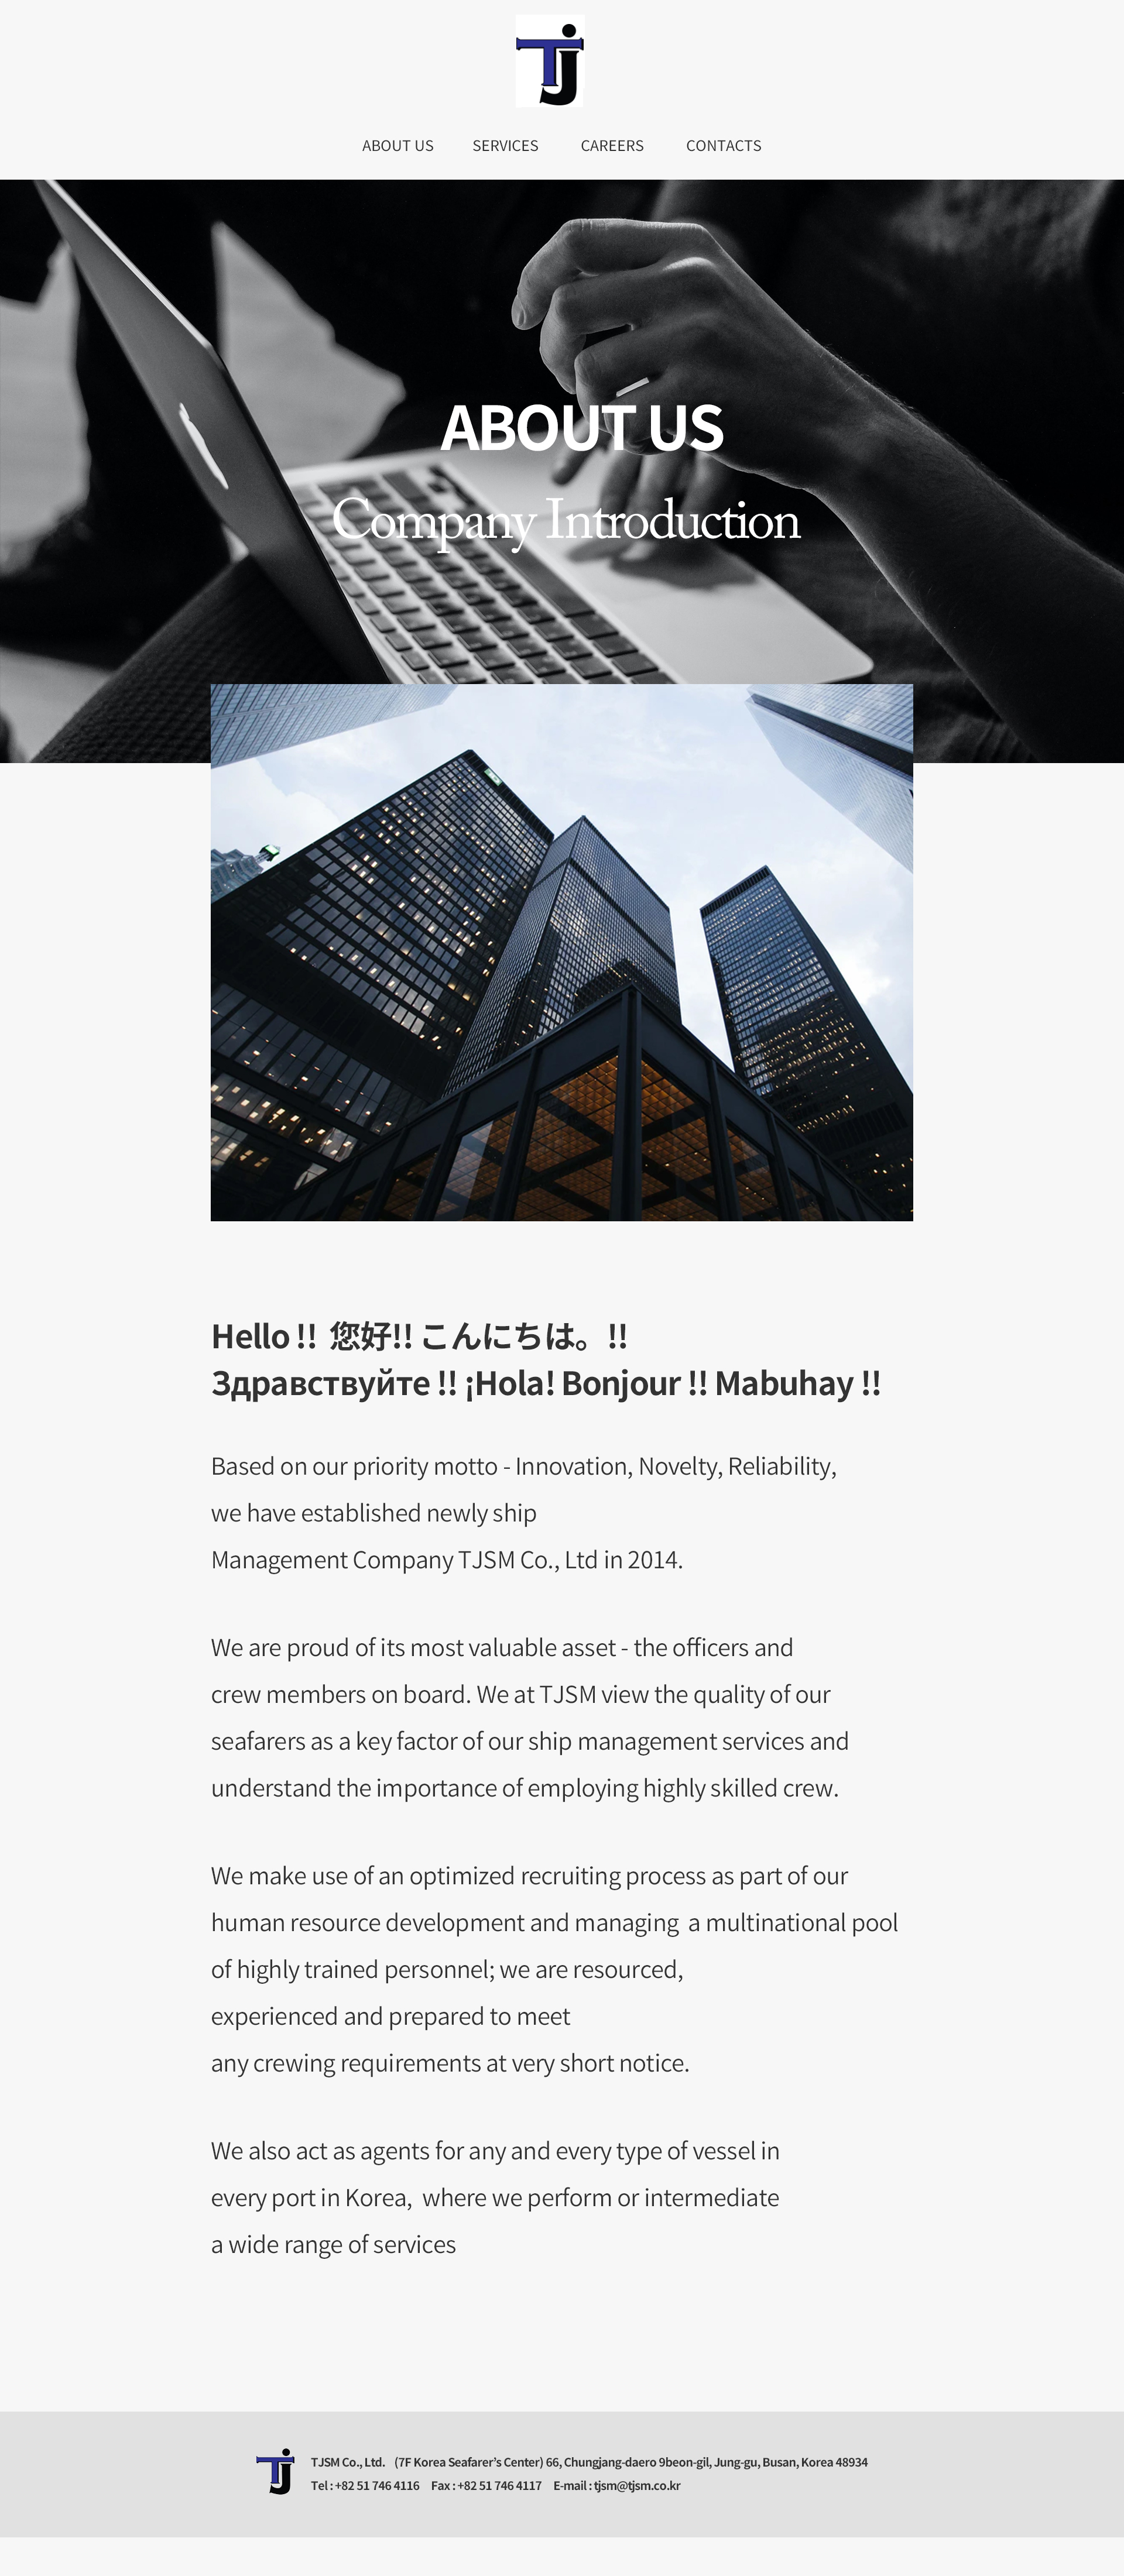 Tj
ABOUT US SERVICES CAREERS CONTACTS
ABOUT US
Company Introduction
Hello !! 您好!! こんにちは。!!
Здравствуйте !! ¡Hola! Bonjour !! Mabuhay !!
Based on our priority motto - Innovation, Novelty, Reliability,
we have established newly ship
Management Company TJSM Co., Ltd in 2014.
We are proud of its most valuable asset - the officers and
crew members on board. We at TJSM view the quality of our
seafarers as a key factor of our ship management services and
understand the importance of employing highly skilled crew.
We make use of an optimized recruiting process as part of our
human resource development and managing a multinational pool
of highly trained personnel; we are resourced,
experienced and prepared to meet
any crewing requirements at very short notice.
We also act as agents for any and every type of vessel in
every port in Korea, where we perform or intermediate
a wide range of services
Tj
TJSM Co., Ltd. (7F Korea Seafarer’s Center) 66, Chungjang-daero 9beon-gil, Jung-gu, Busan, Korea 48934
Tel : +82 51 746 4116 Fax : +82 51 746 4117 E-mail : tjsm@tjsm.co.kr